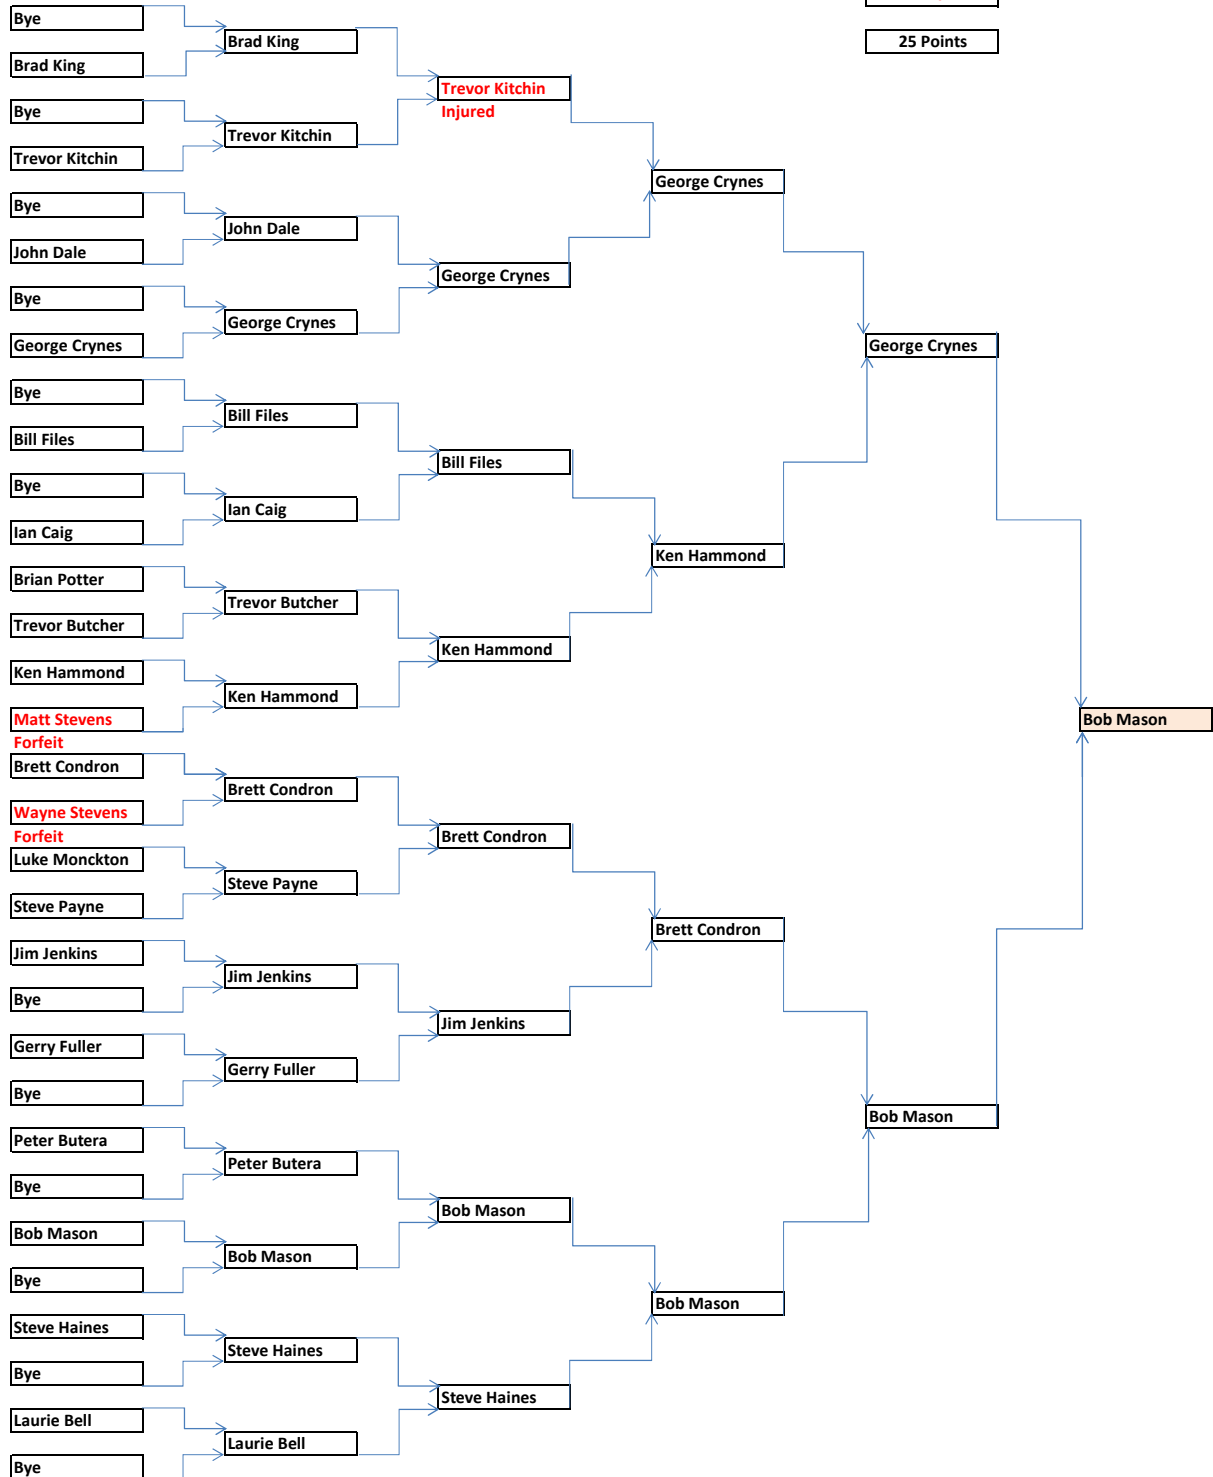 25 Points
Bye
Brad King
Bye
Trevor Kitchin
Bye
John Dale
Bye
George Crynes
Bye
Bill Files
Bye
Ian Caig
Brian Potter
Trevor Butcher
Ken Hammond
Matt Stevens
Forfeit
Brett Condron
Wayne Stevens
Forfeit
Luke Monckton
Steve Payne
Jim Jenkins
Bye
Gerry Fuller
Bye
Peter Butera
Bye
Bob Mason
Bye
Steve Haines
Bye
Laurie Bell
Bye
Brad King
Trevor Kitchin
John Dale
George Crynes
Bill Files
Ian Caig
Trevor Butcher
Ken Hammond
Brett Condron
Steve Payne
Jim Jenkins
Gerry Fuller
Peter Butera
Bob Mason
Steve Haines
Laurie Bell
Trevor Kitchin
Injured
George Crynes
Bill Files
Ken Hammond
Brett Condron
Jim Jenkins
Bob Mason
Steve Haines
George Crynes
Ken Hammond
Brett Condron
Bob Mason
George Crynes
Bob Mason
Bob Mason